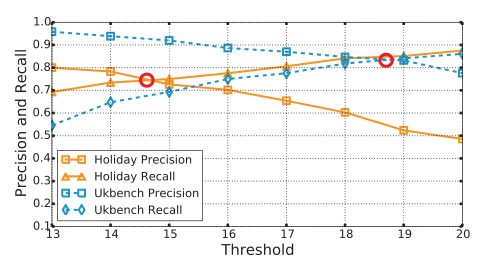 Precision and Recall
1.0
0.9
0.8
0.7
0.6
0.5
0.4
0.3
0.2
0.1
Holiday Precision
Holiday Recall
Ukbench Precision
Ukbench Recall
13 14 15 16 17 18 19 20
Threshold